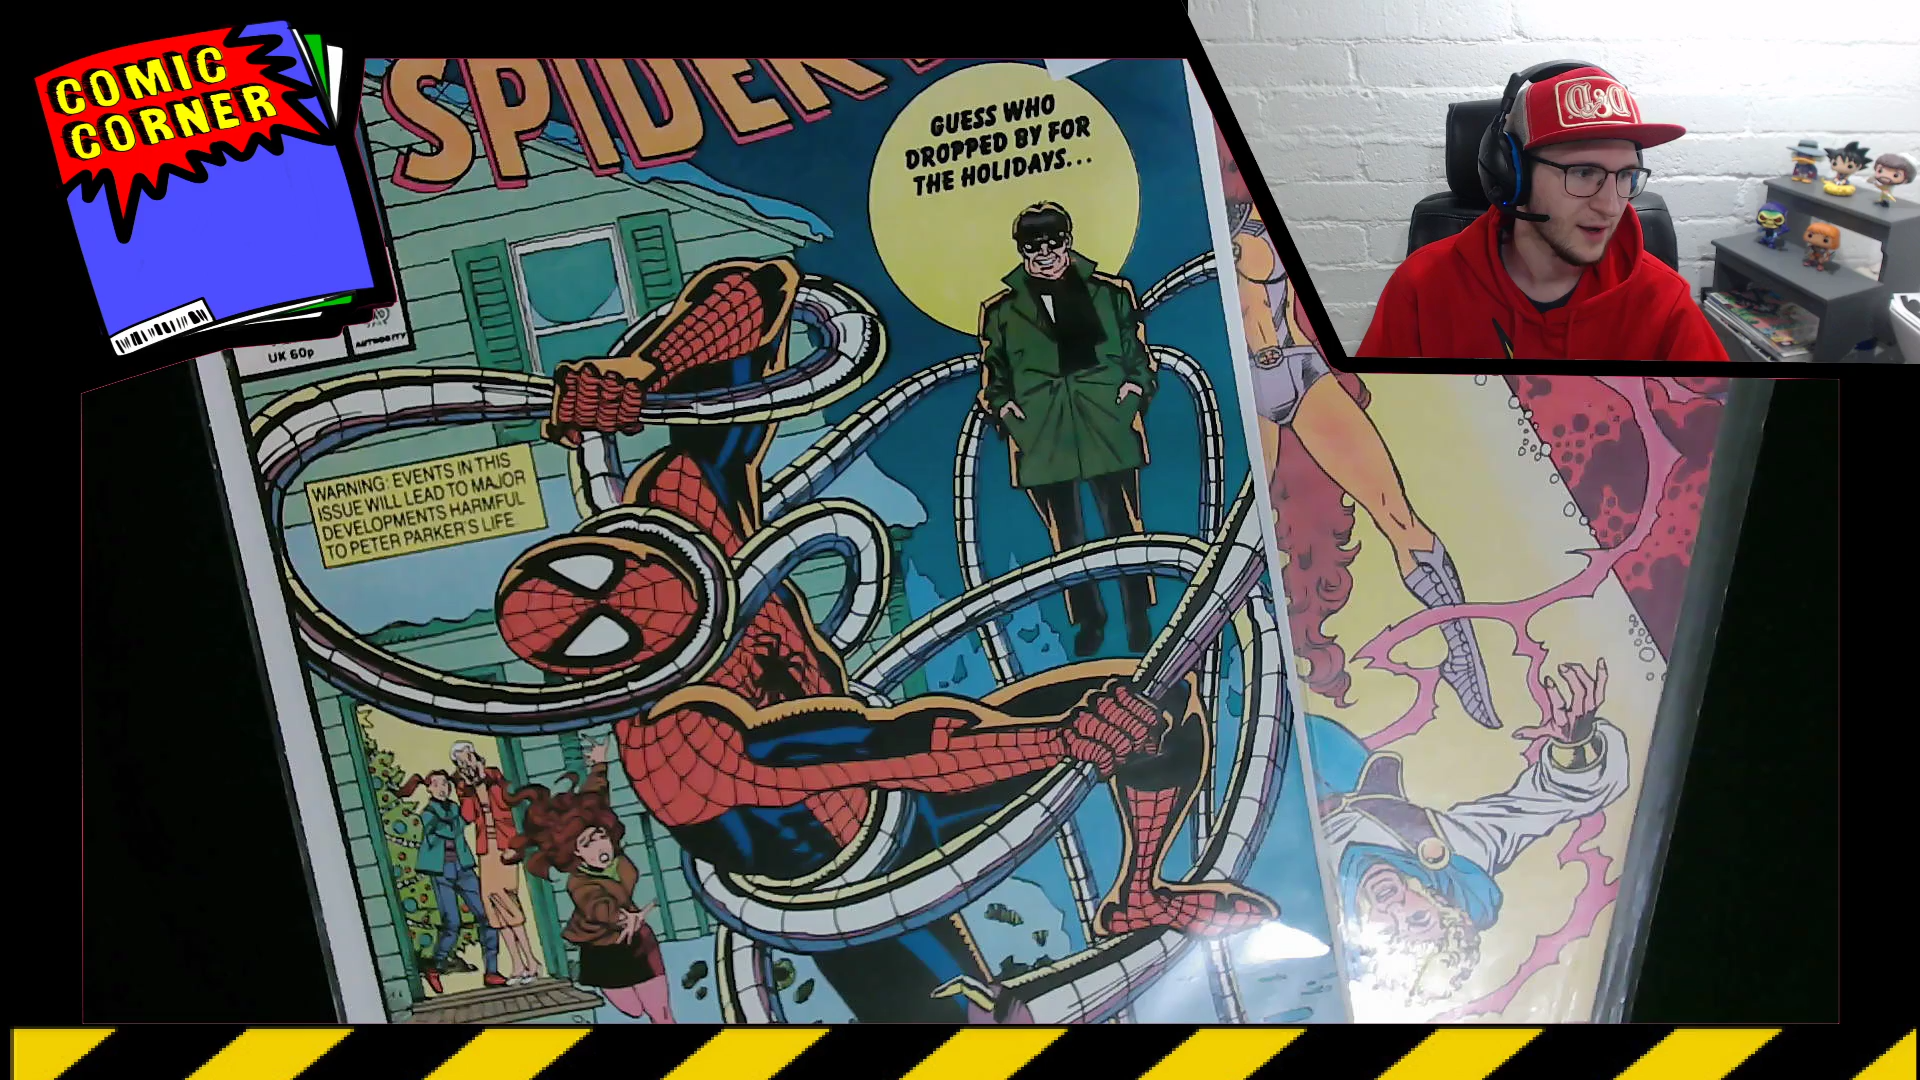 COMIC
CORNER
SPIDER
GUESS WHO
DROPPED BY FOR
THE HOLIDAYS...
UK 60p
AUTHORITY
WARNING: EVENTS IN THIS
ISSUE WILL LEAD TO MAJOR
DEVELOPMENTS HARMFUL
TO PETER PARKER'S LIFE